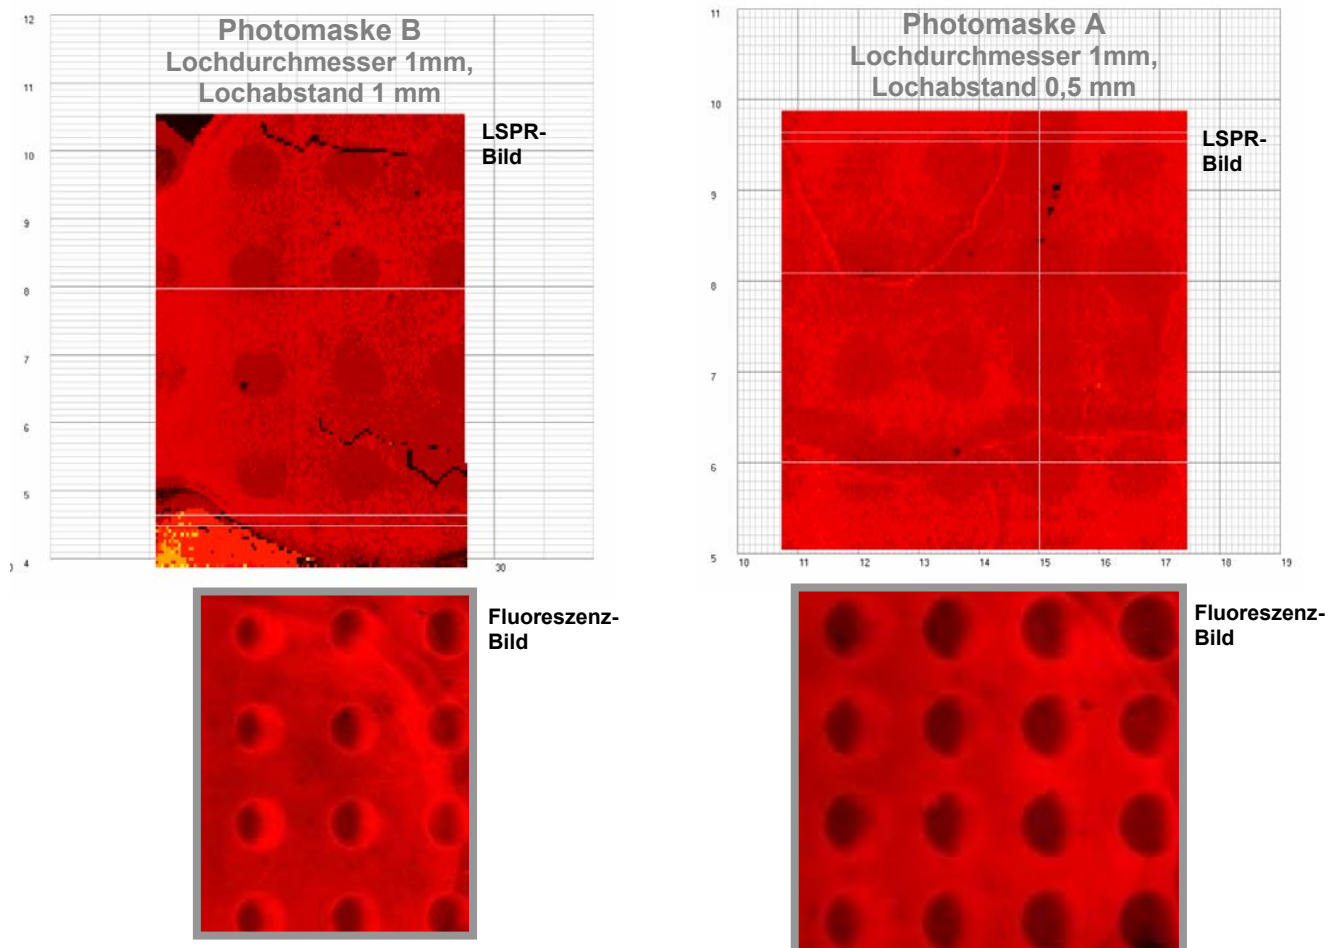 Photomaske B
Lochdurchmesser 1mm,
Lochabstand 1 mm
LSPR-
Bild
12
11
10
9
8
7
6
5
4
30
Fluoreszenz-
Bild
Photomaske A
Lochdurchmesser 1mm,
Lochabstand 0,5 mm
LSPR-
Bild
11
10
9
8
7
6
5
10 11 12 13 14 15 16 17 18 19
Fluoreszenz-
Bild